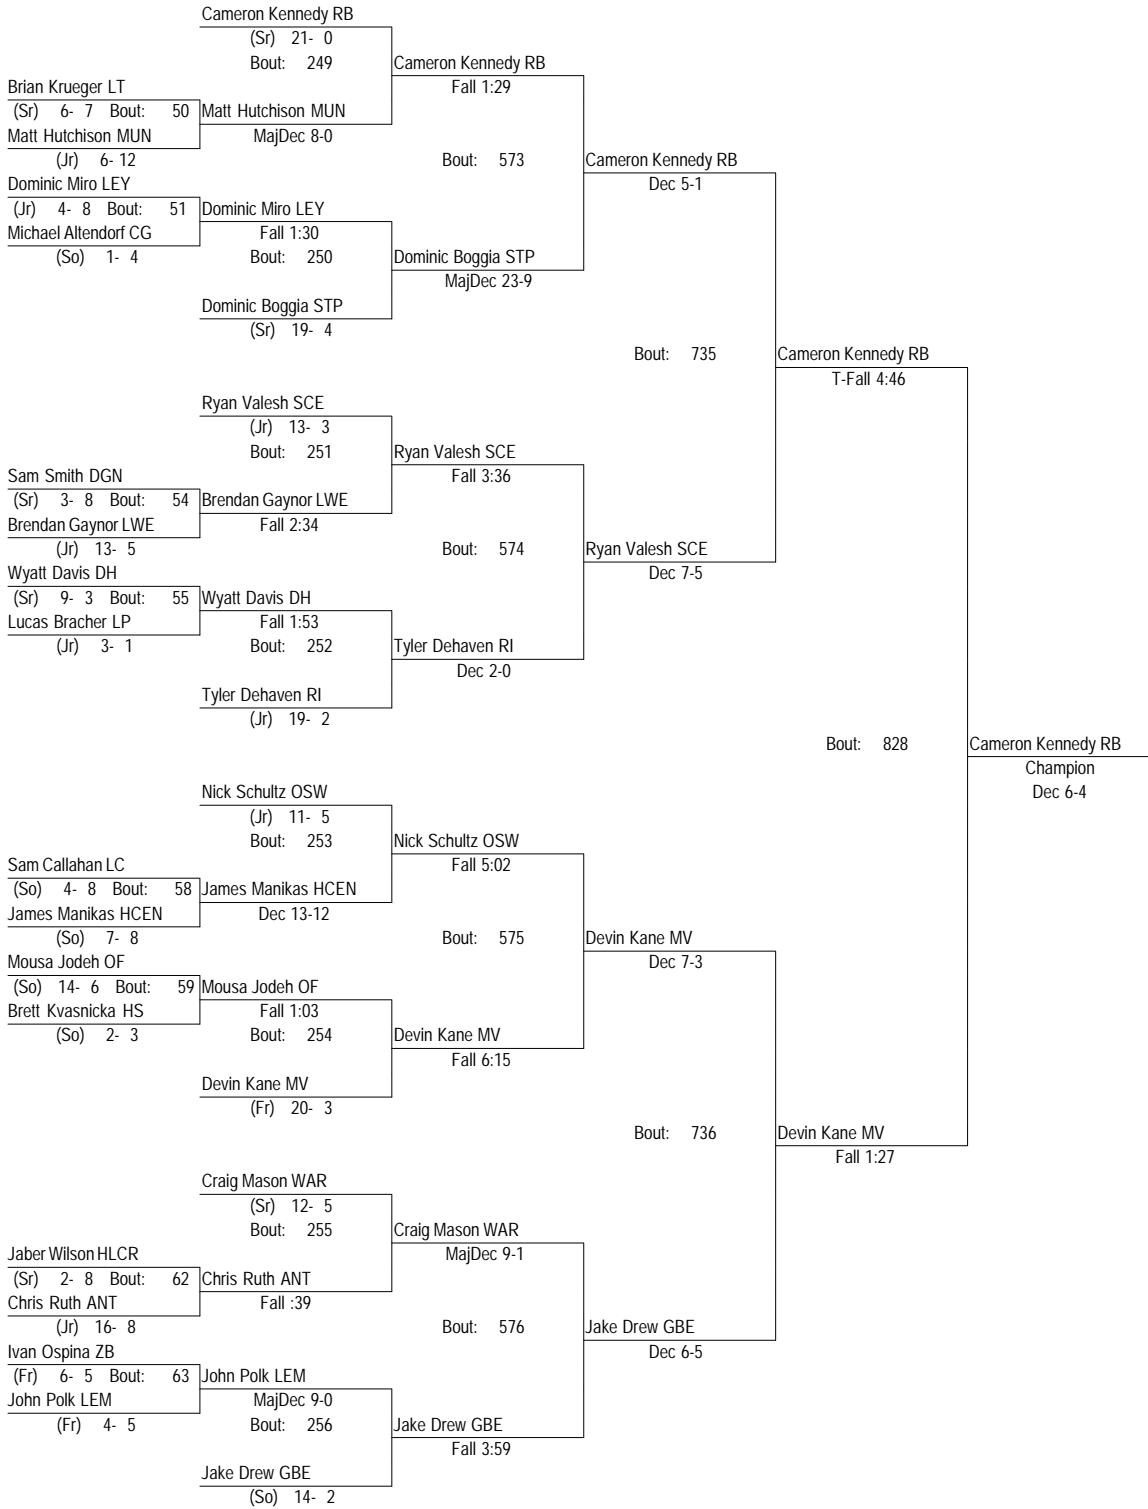 Cameron Kennedy RB
(Sr) 21- 0
Bout: 249
Cameron Kennedy RB
Fall 1:29
Brian Krueger LT
(Sr) 6- 7 Bout: 50 Matt Hutchison MUN
Matt Hutchison MUN MajDec 8-0
(Jr) 6- 12
Bout: 573 Cameron Kennedy RB
Dec 5-1
Dominic Miro LEY
(Jr) 4- 8 Bout: 51 Dominic Miro LEY
Michael Altendorf CG Fall 1:30
(So) 1- 4 Bout: 250 Dominic Boggia STP
MajDec 23-9
Dominic Boggia STP
(Sr) 19- 4
Bout: 735 Cameron Kennedy RB
T-Fall 4:46
Ryan Valesh SCE
(Jr) 13- 3
Bout: 251 Ryan Valesh SCE
Fall 3:36
Sam Smith DGN
(Sr) 3- 8 Bout: 54 Brendan Gaynor LWE
Brendan Gaynor LWE Fall 2:34
(Jr) 13- 5 Bout: 574 Ryan Valesh SCE
Dec 7-5
Wyatt Davis DH
(Sr) 9- 3 Bout: 55 Wyatt Davis DH
Lucas Bracher LP Fall 1:53
(Jr) 3- 1 Bout: 252 Tyler Dehaven RI
Dec 2-0
Tyler Dehaven RI
(Jr) 19- 2
Bout: 828 Cameron Kennedy RB
Champion
Dec 6-4
Nick Schultz OSW
(Jr) 11- 5
Bout: 253 Nick Schultz OSW
Fall 5:02
Sam Callahan LC
(So) 4- 8 Bout: 58 James Manikas HCEN
James Manikas HCEN Dec 13-12
(So) 7- 8 Bout: 575 Devin Kane MV
Dec 7-3
Mousa Jodeh OF
(So) 14- 6 Bout: 59 Mousa Jodeh OF
Brett Kvasnicka HS Fall 1:03
(So) 2- 3 Bout: 254 Devin Kane MV
Fall 6:15
Devin Kane MV
(Fr) 20- 3
Bout: 736 Devin Kane MV
Fall 1:27
Craig Mason WAR
(Sr) 12- 5
Bout: 255 Craig Mason WAR
MajDec 9-1
Jaber Wilson HLCR
(Sr) 2- 8 Bout: 62 Chris Ruth ANT
Chris Ruth ANT Fall :39
(Jr) 16- 8 Bout: 576 Jake Drew GBE
Dec 6-5
Ivan Ospina ZB
(Fr) 6- 5 Bout: 63 John Polk LEM
John Polk LEM MajDec 9-0
(Fr) 4- 5 Bout: 256 Jake Drew GBE
Fall 3:59
Jake Drew GBE
(So) 14- 2